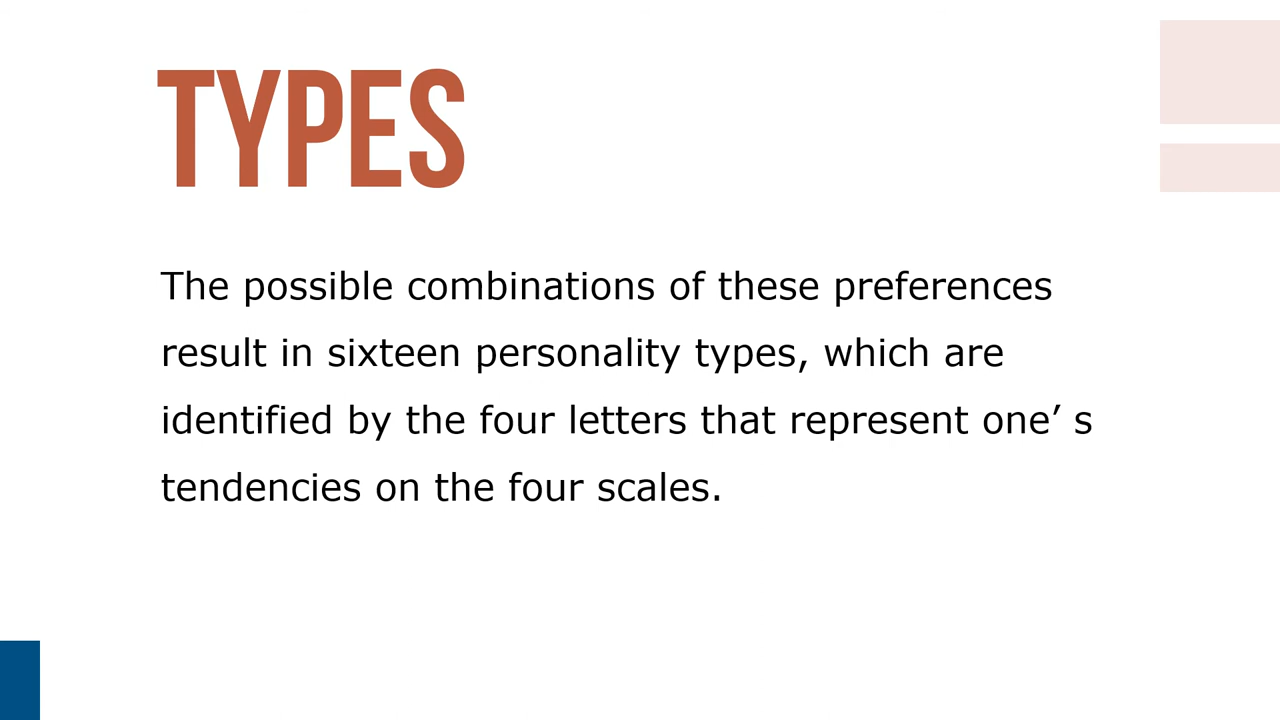 TYPES
The possible combinations of these preferences
result in sixteen personality types, which are
identified by the four letters that represent one’ s
tendencies on the four scales.